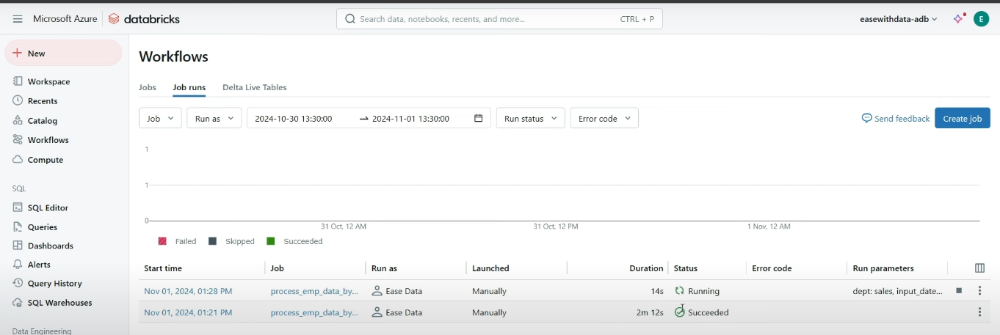 Microsoft Azure databricks Search data, notebooks, recents, and more... CTRL + P easewithdata-adb E
New
Workspace
Recents
Catalog
Workflows
Compute
SQL
SQL Editor
Queries
Dashboards
Alerts
Query History
SQL Warehouses
Data Engineering
Workflows
Jobs Job runs Delta Live Tables
Job Run as 2024-10-30 13:30:00 2024-11-01 13:30:00 Run status Error code Send feedback Create job
1
1
0
31 Oct, 12 AM 31 Oct, 12 PM 1 Nov, 12 AM
Failed Skipped Succeeded
Start time Job Run as Launched Duration Status Error code Run parameters
Nov 01, 2024, 01:28 PM process_emp_data_by... Ease Data Manually 14s Running dept: sales, input_date...
Nov 01, 2024, 01:21 PM process_emp_data_by... Ease Data Manually 2m 12s Succeeded